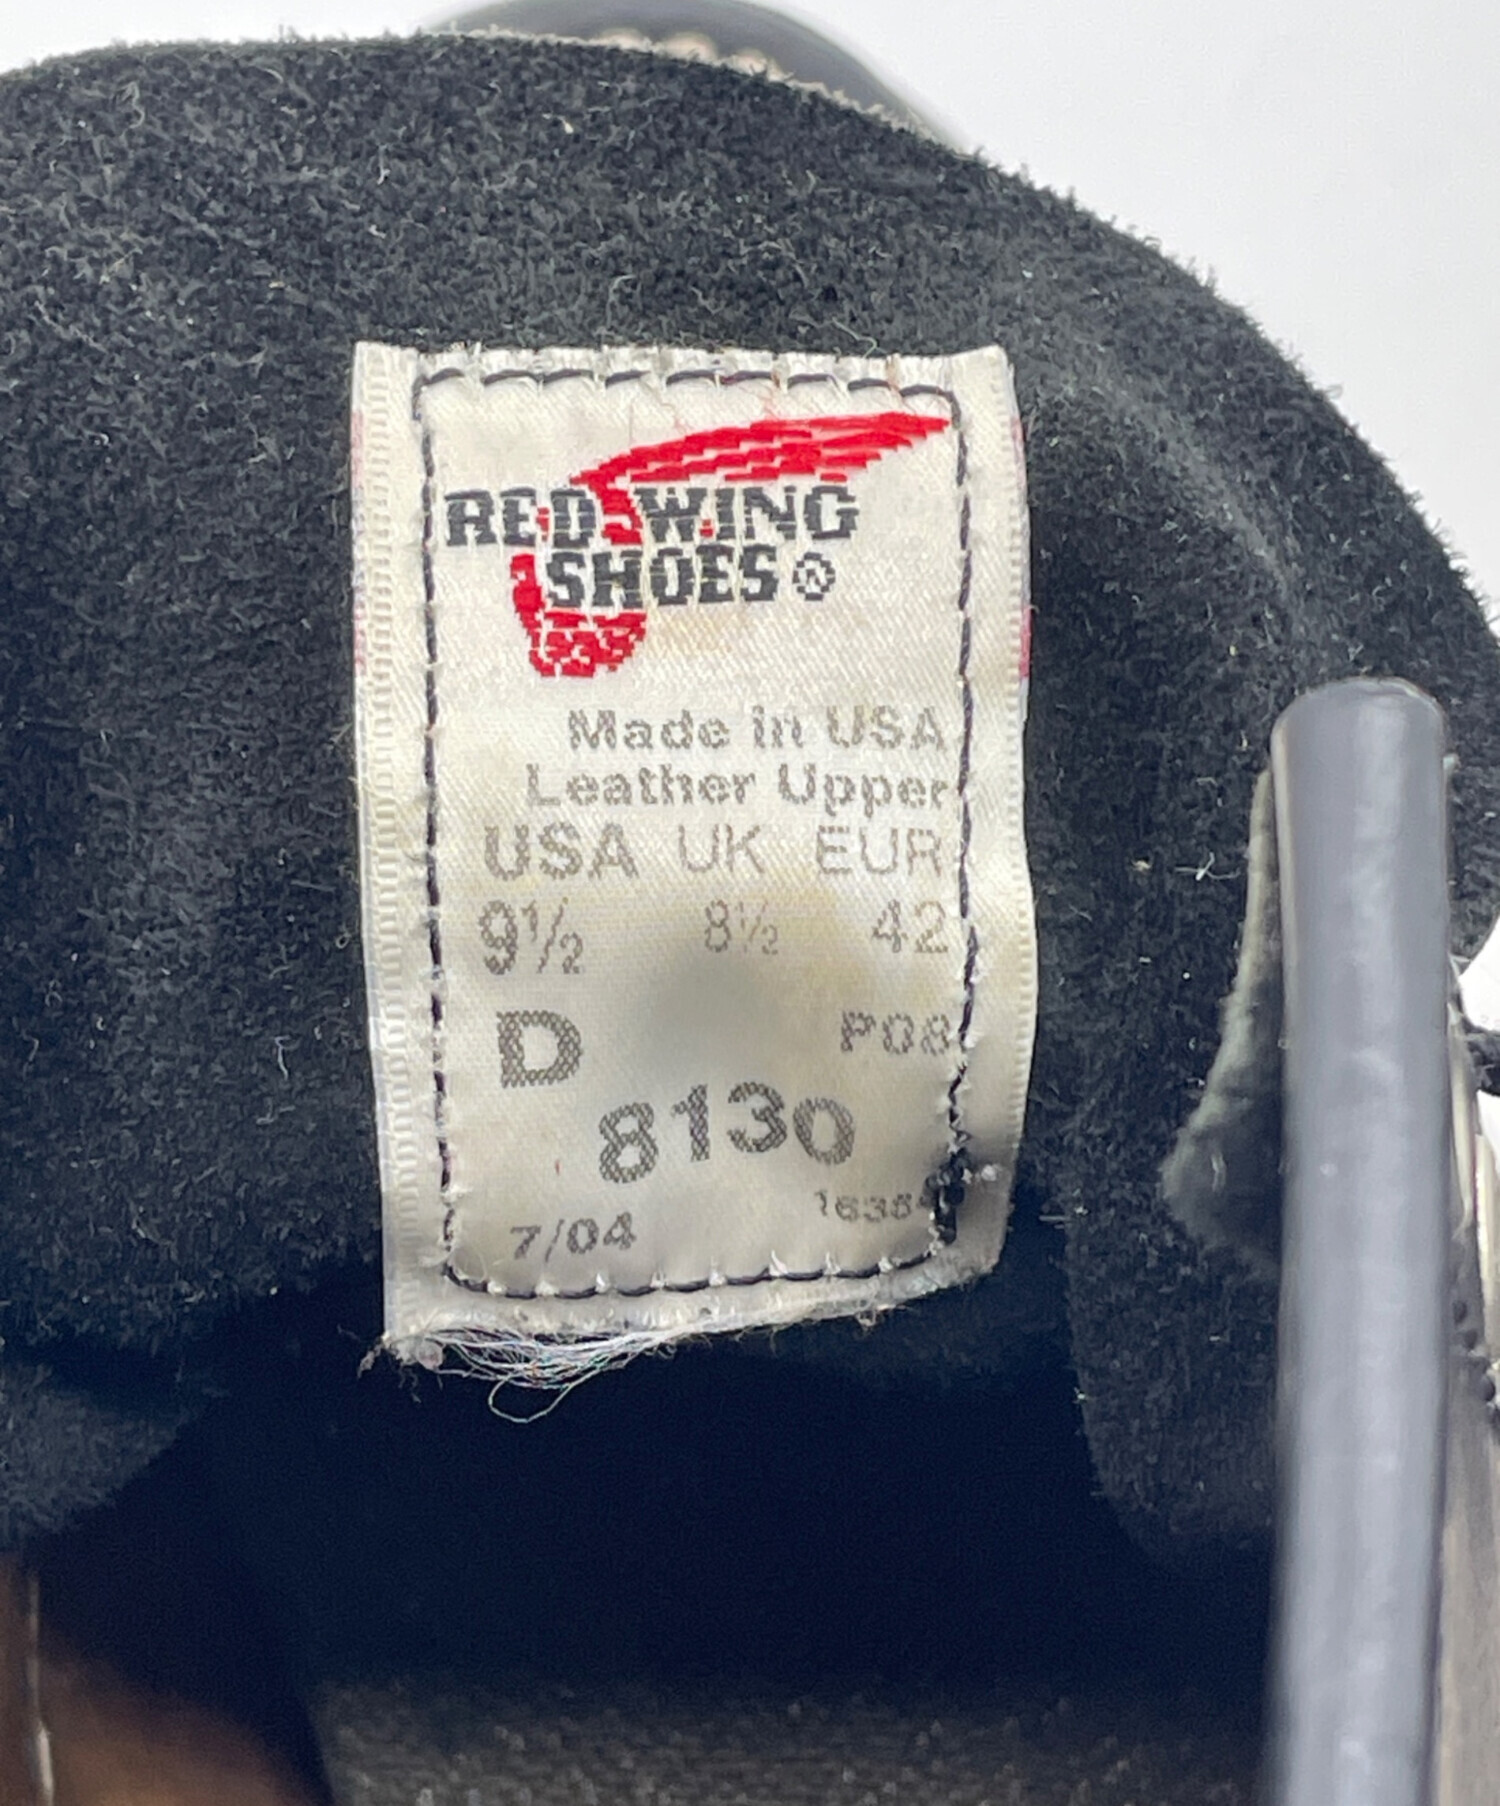 RED WING
SHOES®
Made in USA
Leather Upper
USA UK EUR
9½ 8½ 42
D P08
8130
7/04